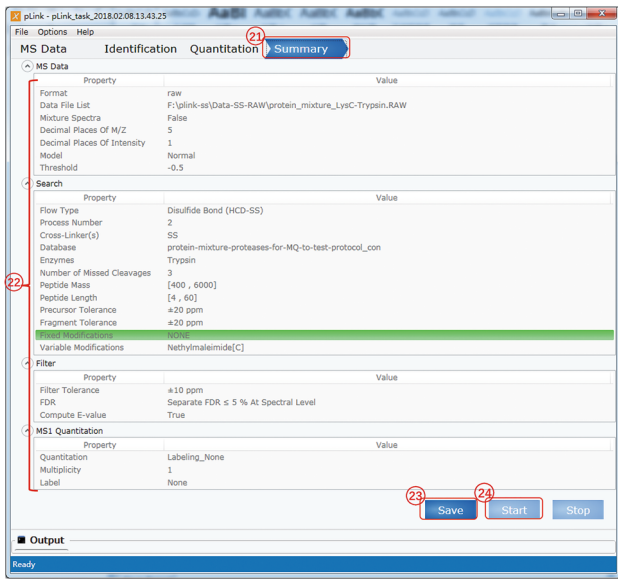 pLink - pLink_task_2018.02.08.13.43.25
File Options Help
21
MS Data Identification Quantitation Summary
MS Data
Property Value
Format raw
Data File List F:\plink-ss\Data-SS-RAW\protein_mixture_LysC-Trypsin.RAW
Mixture Spectra False
Decimal Places Of M/Z 5
Decimal Places Of Intensity 1
Model Normal
Threshold -0.5
Search
Property Value
Flow Type Disulfide Bond (HCD-SS)
Process Number 2
Cross-Linker(s) SS
Database protein-mixture-proteases-for-MQ-to-test-protocol_con
Enzymes Trypsin
Number of Missed Cleavages 3
22
Peptide Mass [400 , 6000]
Peptide Length [4 , 60]
Precursor Tolerance ±20 ppm
Fragment Tolerance ±20 ppm
Fixed Modifications NONE
Variable Modifications Nethylmaleimide[C]
Filter
Property Value
Filter Tolerance ±10 ppm
FDR Separate FDR ≤ 5 % At Spectral Level
Compute E-value True
MS1 Quantitation
Property Value
Quantitation Labeling_None
Multiplicity 1
Label None
23 24
Save Start Stop
Output
Ready